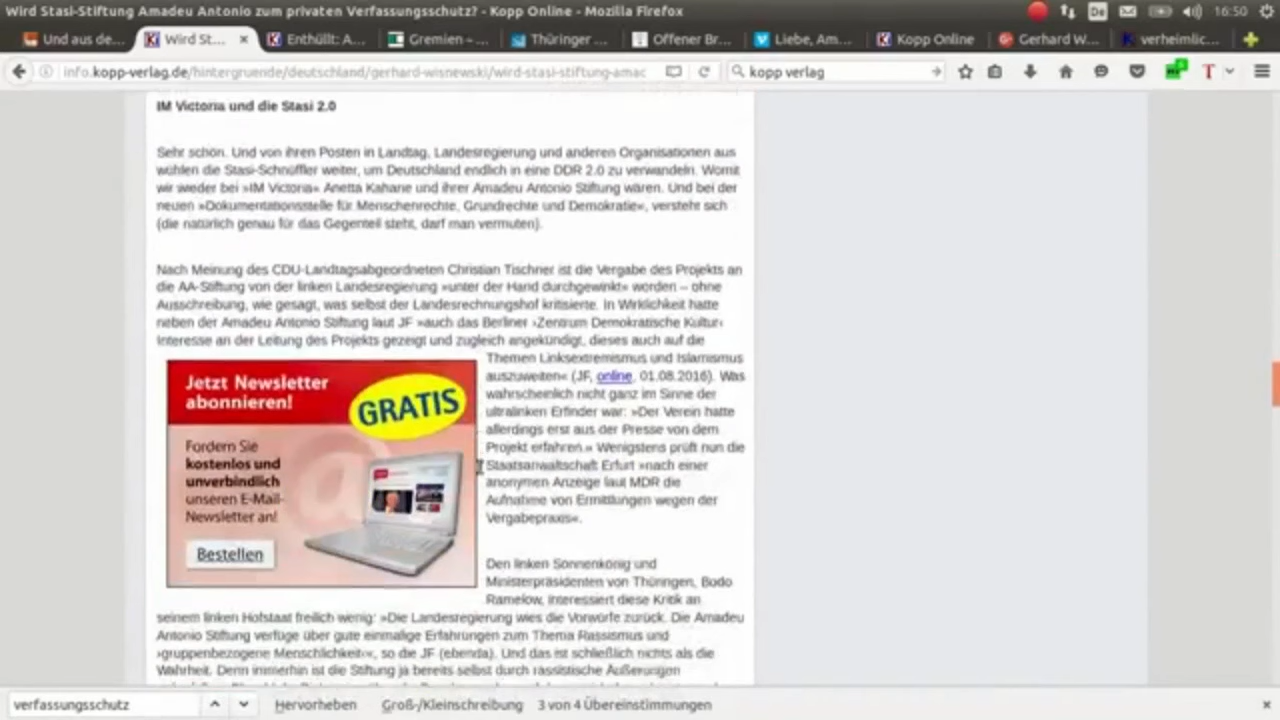 Wird Stasi-Stiftung Amadeu Antonio zum privaten Verfassungsschutz? - Kopp Online - Mozilla Firefox
De
16:50
Und aus de...
Wird St...
Enthüllt: A...
Gremien – ...
Thüringer ...
Offener Br...
Liebe, Am...
Kopp Online
Gerhard W...
verheimlic...
info.kopp-verlag.de/hintergruende/deutschland/gerhard-wisnewski/wird-stasi-stiftung-amad
kopp verlag
IM Victoria und die Stasi 2.0
Sehr schön. Und von ihren Posten in Landtag, Landesregierung und anderen Organisationen aus
wühlen die Stasi-Schnüffler weiter, um Deutschland endlich in eine DDR 2.0 zu verwandeln. Womit
wir wieder bei »IM Victoria« Anetta Kahane und ihrer Amadeu Antonio Stiftung wären. Und bei der
neuen »Dokumentationsstelle für Menschenrechte, Grundrechte und Demokratie«, versteht sich
(die natürlich genau für das Gegenteil steht, darf man vermuten).
Nach Meinung des CDU-Landtagsabgeordneten Christian Tischner ist die Vergabe des Projekts an
die AA-Stiftung von der linken Landesregierung »unter der Hand durchgewinkt« worden – ohne
Ausschreibung, wie gesagt, was selbst der Landesrechnungshof kritisierte. In Wirklichkeit hatte
neben der Amadeu Antonio Stiftung laut JF »auch das Berliner ›Zentrum Demokratische Kultur‹
Interesse an der Leitung des Projekts gezeigt und zugleich angekündigt, dieses auch auf die
Themen Linksextremismus und Islamismus
auszuweiten« (JF, online, 01.08.2016). Was
wahrscheinlich nicht ganz im Sinne der
ultralinken Erfinder war: »Der Verein hatte
allerdings erst aus der Presse von dem
Projekt erfahren.« Wenigstens prüft nun die
Staatsanwaltschaft Erfurt »nach einer
anonymen Anzeige laut MDR die
Aufnahme von Ermittlungen wegen der
Vergabepraxis«.
Jetzt Newsletter
abonnieren!
GRATIS
Fordern Sie
kostenlos und
unverbindlich
unseren E-Mail-
Newsletter an!
Bestellen
Den linken Sonnenkönig und
Ministerpräsidenten von Thüringen, Bodo
Ramelow, interessiert diese Kritik an
seinem linken Hofstaat freilich wenig: »Die Landesregierung wies die Vorwürfe zurück. Die Amadeu
Antonio Stiftung verfüge über gute einmalige Erfahrungen zum Thema Rassismus und
›gruppenbezogene Menschlichkeit‹«, so die JF (ebenda). Und das ist schließlich nichts als die
Wahrheit. Denn immerhin ist die Stiftung ja bereits selbst durch rassistische Äußerungen
verfassungsschutz
Hervorheben
Groß-/Kleinschreibung
3 von 4 Übereinstimmungen